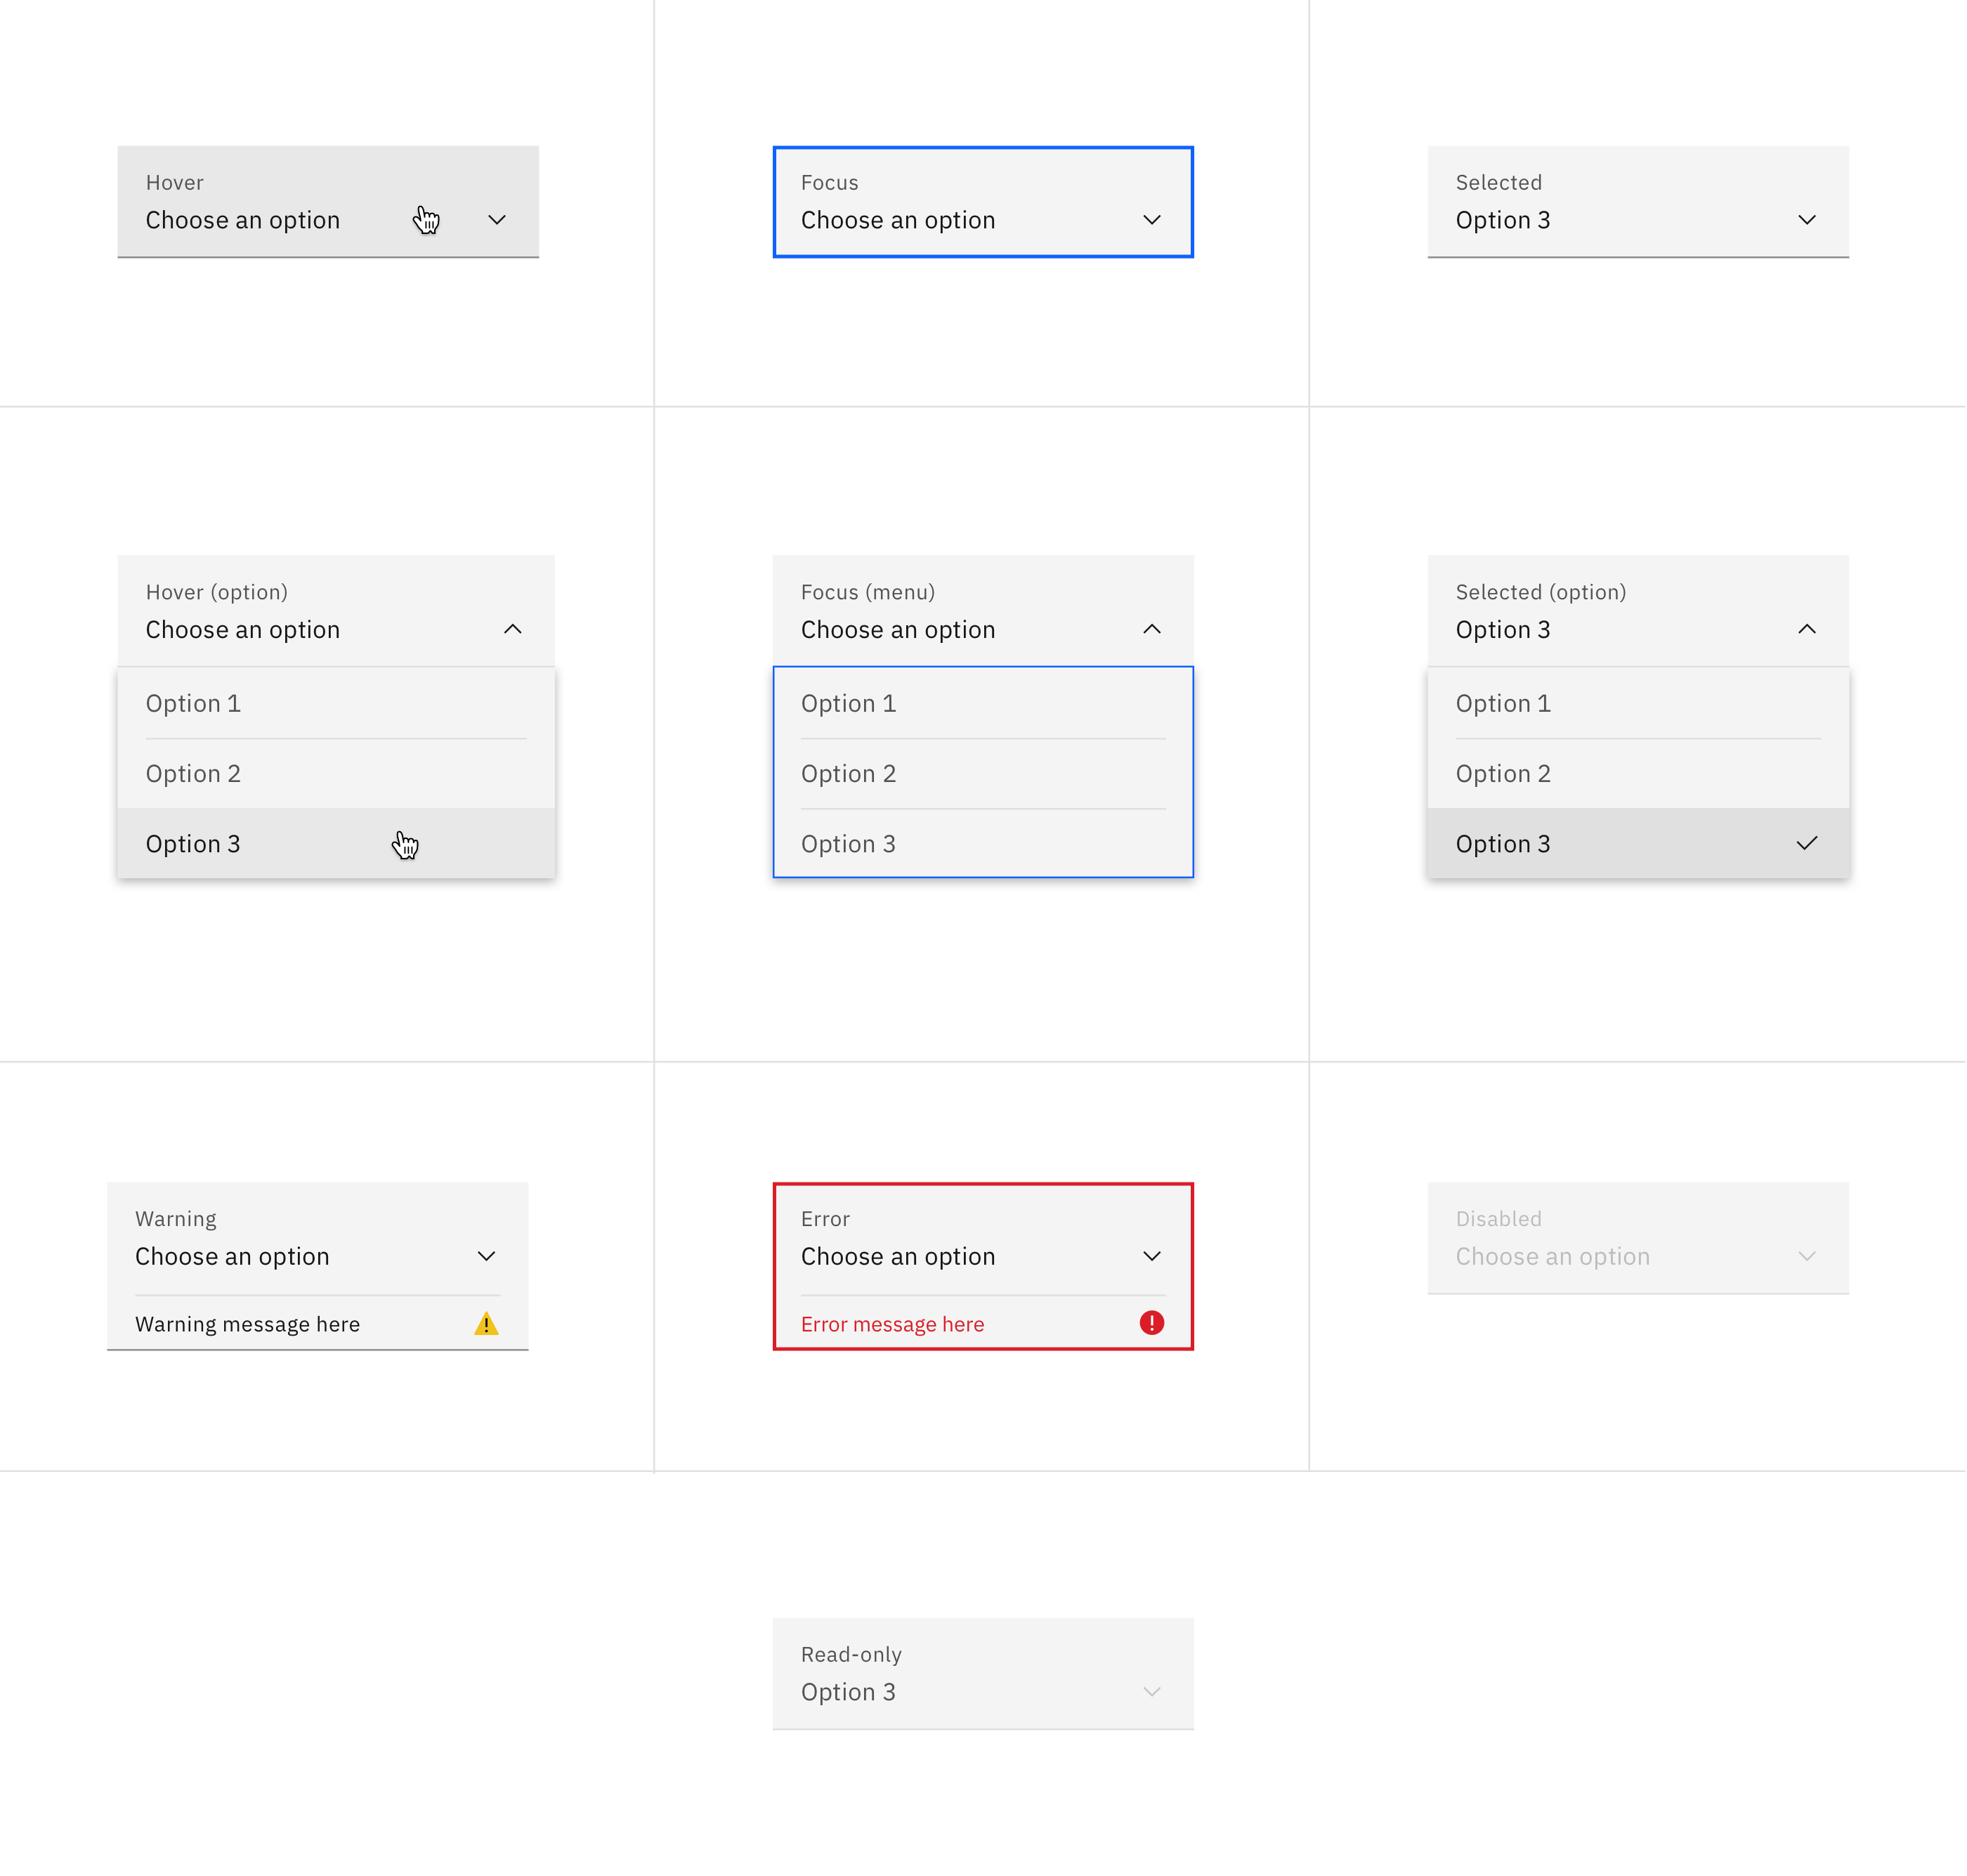 Hover
Choose an option
Focus
Choose an option
Selected
Option 3
Hover (option)
Choose an option
Option 1
Option 2
Option 3
Focus (menu)
Choose an option
Option 1
Option 2
Option 3
Selected (option)
Option 3
Option 1
Option 2
Option 3
Warning
Choose an option
Warning message here
Error
Choose an option
Error message here
Disabled
Choose an option
Read-only
Option 3